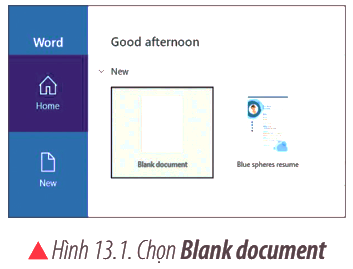 Word
Good afternoon
New
Home
Blank document
Blue spheres resume
New
▲ Hình 13.1. Chọn Blank document